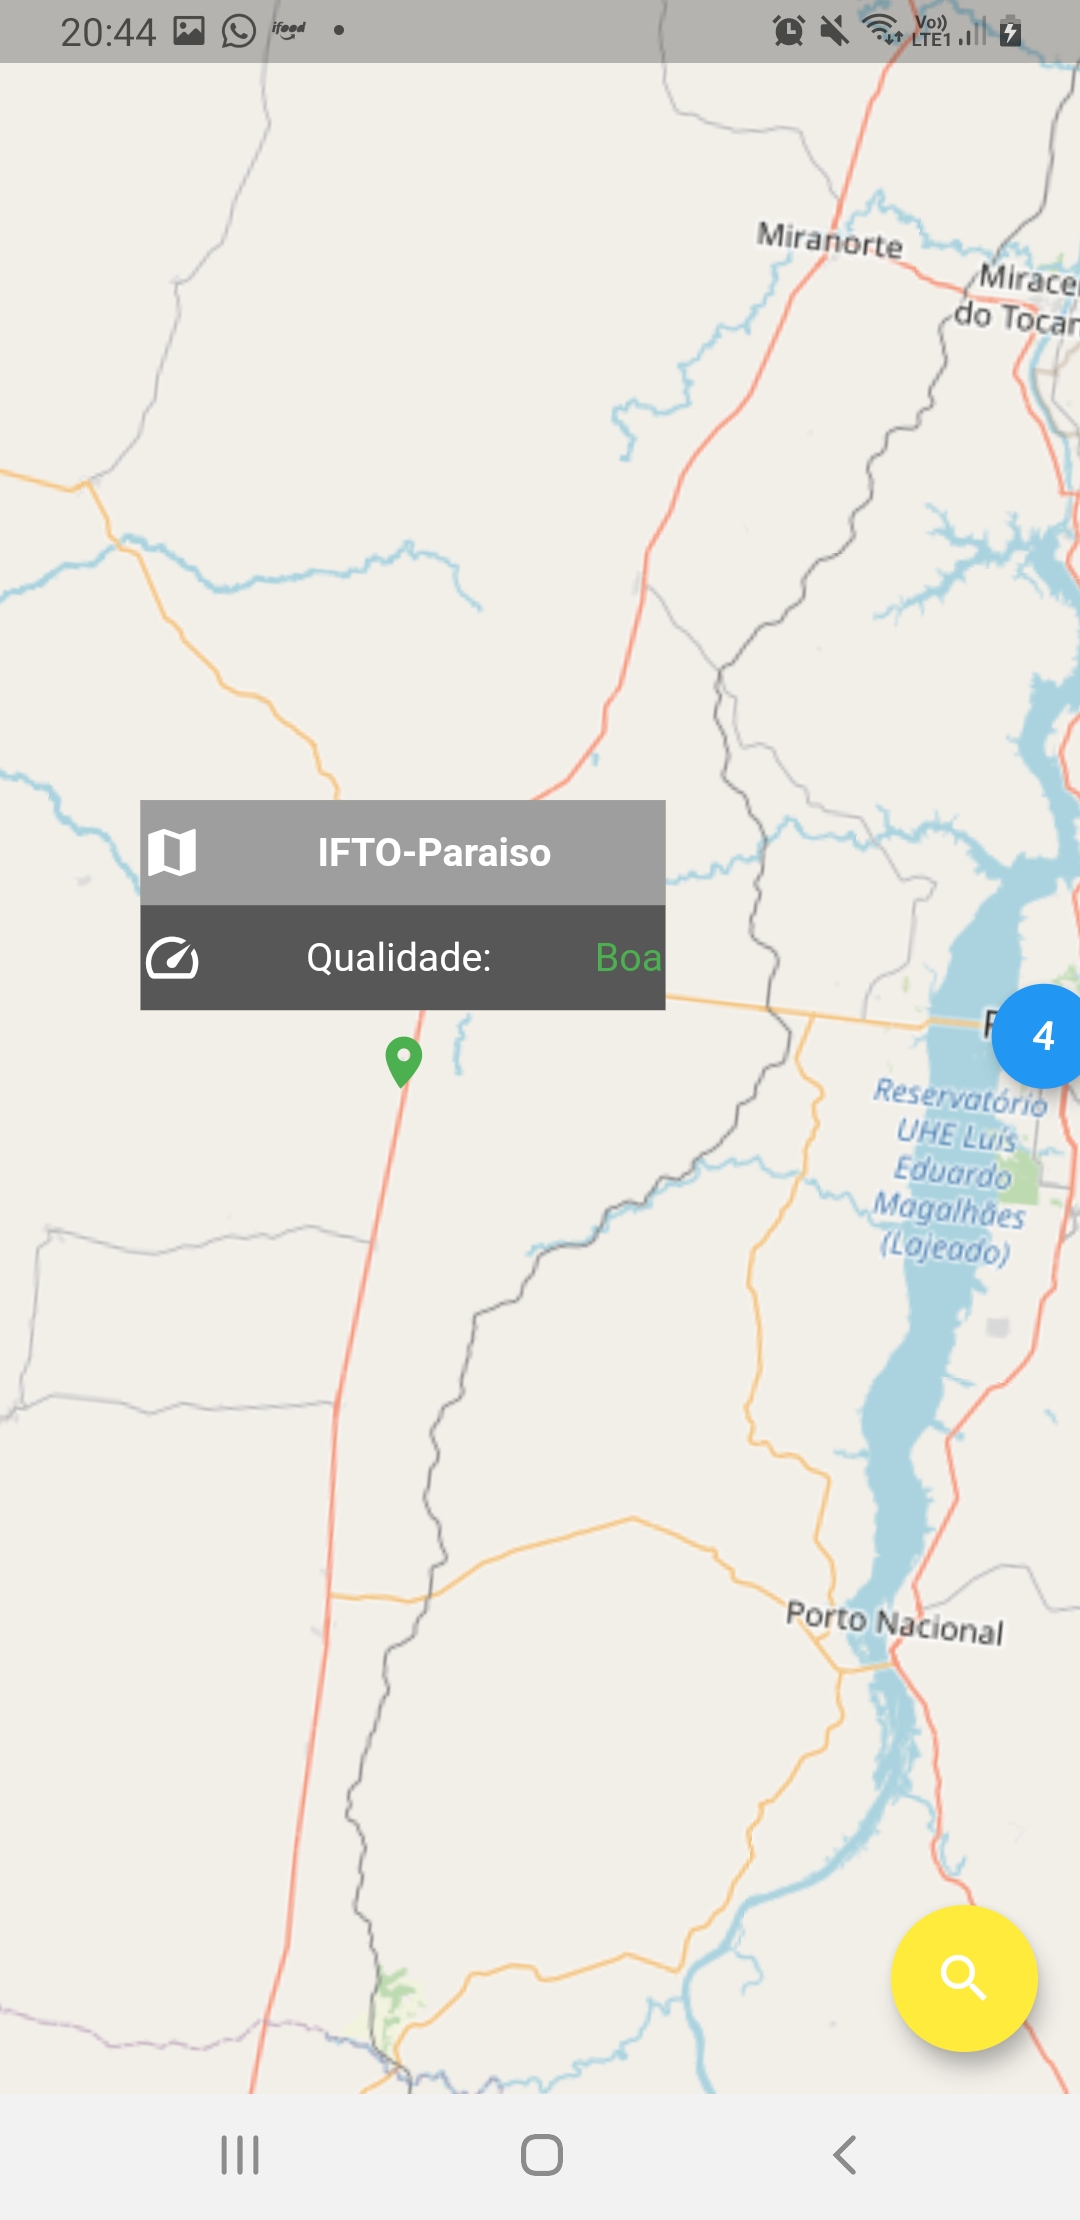 20:44
ifood
Vo))
LTE1
Miranorte
do Tocan
IFTO-Paraiso
Qualidade: Boa
4
Reservatório
UHE Luís
Eduardo
Magalhães
(Lajeado)
Porto Nacional